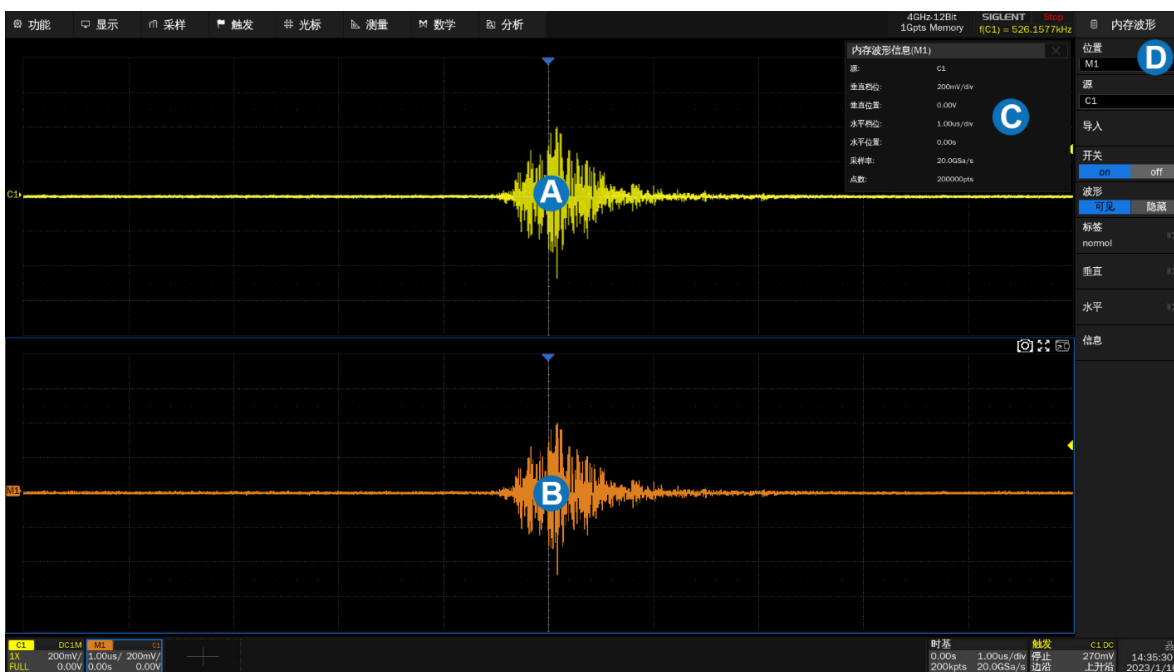 功能 显示 采样 触发 光标 测量 数学 分析
4GHz-12Bit
1Gpts Memory
SIGLENT Stop
f(C1) = 526.1577kHz
内存波形
内存波形信息(M1)
源: C1
垂直档位: 200mV/div
垂直位置: 0.00V
水平档位: 1.00us/div
水平位置: 0.00s
采样率: 20.0GSa/s
点数: 200000pts
C
D
位置
M1
源
C1
导入
开关
on off
波形
可见 隐藏
标签
normol
垂直
水平
信息
C1
A
M1
B
C1 DC1M
1X 200mV/
FULL 0.00V
M1 C1
1.00us/ 200mV/
0.00s 0.00V
时基
0.00s 1.00us/div
200kpts 20.0GSa/s
触发 C1 DC
停止 270mV
边沿 上升沿
14:35:30